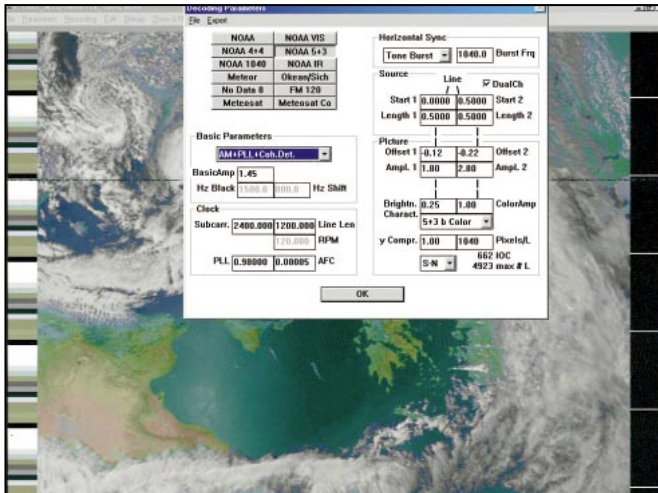 Decoding Parameters
File Export
NOAA NOAA VIS
NOAA 4+4 NOAA 5+3
NOAA 1040 NOAA IR
Meteor Okean/Sich
No Data 8 FM 120
Meteosat Meteosat Co
Basic Parameters
AM+PLL+Coh.Det.
BasicAmp 1.45
Hz Black 1500.0 800.0 Hz Shift
Clock
Subcarr. 2400.000 1200.000 Line Len
120.000 RPM
PLL 0.98000 0.00005 AFC
Horizontal Sync
Tone Burst 1040.0 Burst Frq
Source
Line
DualCh
Start 1 0.0000 0.5000 Start 2
Length 1 0.5000 0.5000 Length 2
Picture
Offset 1 -0.12 -0.22 Offset 2
Ampl. 1 1.80 2.80 Ampl. 2
Brightn. 0.25 1.00 ColorAmp
Charact.
5+3 b Color
y Compr. 1.00 1040 Pixels/L
S-N
662 IOC
4923 max # L
OK